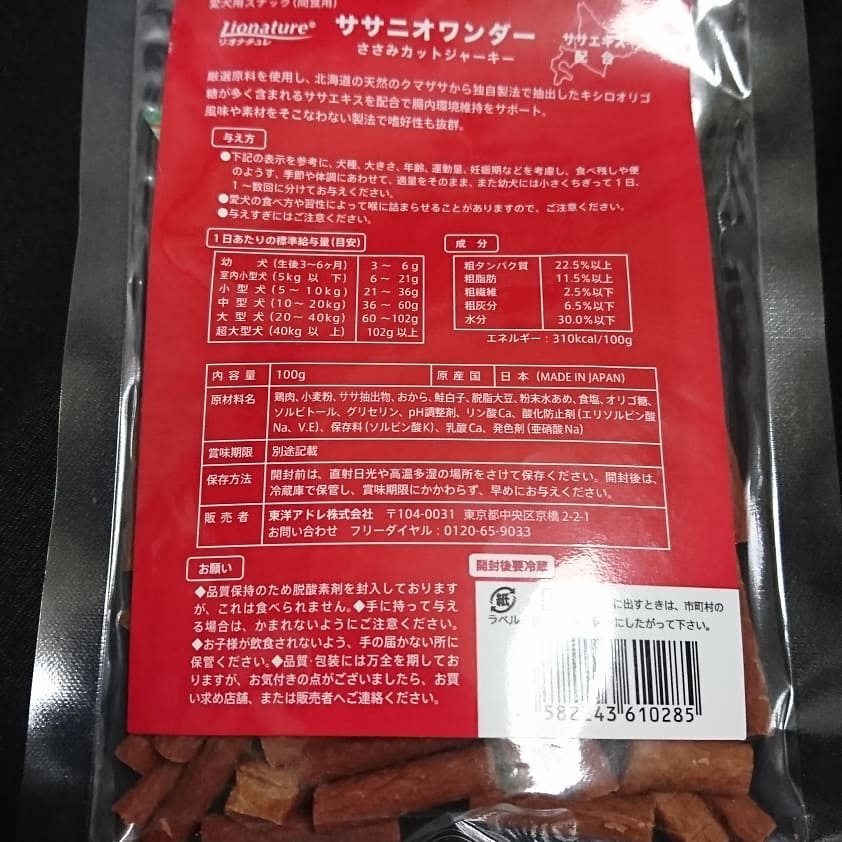 愛犬用スティック(間食用)
Lionature®
リオナチュレ
ササニオワンダー
ささみカットジャーキー
ササエキス
配合
厳選原料を使用し、北海道の天然のクマザサから独自製法で抽出したキシロオリゴ
糖が多く含まれるササエキスを配合で腸内環境維持をサポート。
風味や素材をそこなわない製法で嗜好性も抜群。
与え方
●下記の表示を参考に、犬種、大きさ、年齢、運動量、妊娠期などを考慮し、食べ残しや便
のようす、季節や体調にあわせて、適量をそのまま、また幼犬には小さくちぎって1日、
1～数回に分けてお与えください。
●愛犬の食べ方や習性によって喉に詰まらせることがありますので、ご注意ください。
●与えすぎにはご注意ください。
1日あたりの標準給与量(目安)
幼 犬 (生後3～6ヶ月) 3～ 6g
室内小型犬 (5kg 以 下) 6～ 21g
小 型 犬 (5～10kg) 21～ 36g
中 型 犬 (10～20kg) 36～ 60g
大 型 犬 (20～40kg) 60～102g
超大型犬 (40kg 以 上) 102g以上
成 分
粗タンパク質 22.5%以上
粗脂肪 11.5%以上
粗繊維 2.5%以下
粗灰分 6.5%以下
水分 30.0%以下
エネルギー:310kcal/100g
内 容 量 100g 原 産 国 日 本 (MADE IN JAPAN)
原材料名 鶏肉、小麦粉、ササ抽出物、おから、鮭白子、脱脂大豆、粉末水あめ、食塩、オリゴ糖、
ソルビトール、グリセリン、pH調整剤、リン酸Ca、酸化防止剤(エリソルビン酸
Na、V.E)、保存料(ソルビン酸K)、乳酸Ca、発色剤(亜硝酸Na)
賞味期限 別途記載
保存方法 開封前は、直射日光や高温多湿の場所をさけて保存ください。開封後は、
冷蔵庫で保管し、賞味期限にかかわらず、早めにお与えください。
販 売 者 東洋アドレ株式会社 〒104-0031 東京都中央区京橋2-2-1
お問い合わせ フリーダイヤル:0120-65-9033
お願い
◆品質保持のため脱酸素剤を封入しております
が、これは食べられません。◆手に持って与え
る場合は、かまれないようにご注意ください。
◆お子様が飲食されないよう、手の届かない所に
保管ください。◆品質・包装には万全を期してお
りますが、お気付きの点がございましたら、お買
い求め店舗、または販売者へご連絡ください。
開封後要冷蔵
紙
ラベル
に出すときは、市町村の
にしたがって下さい。
610285